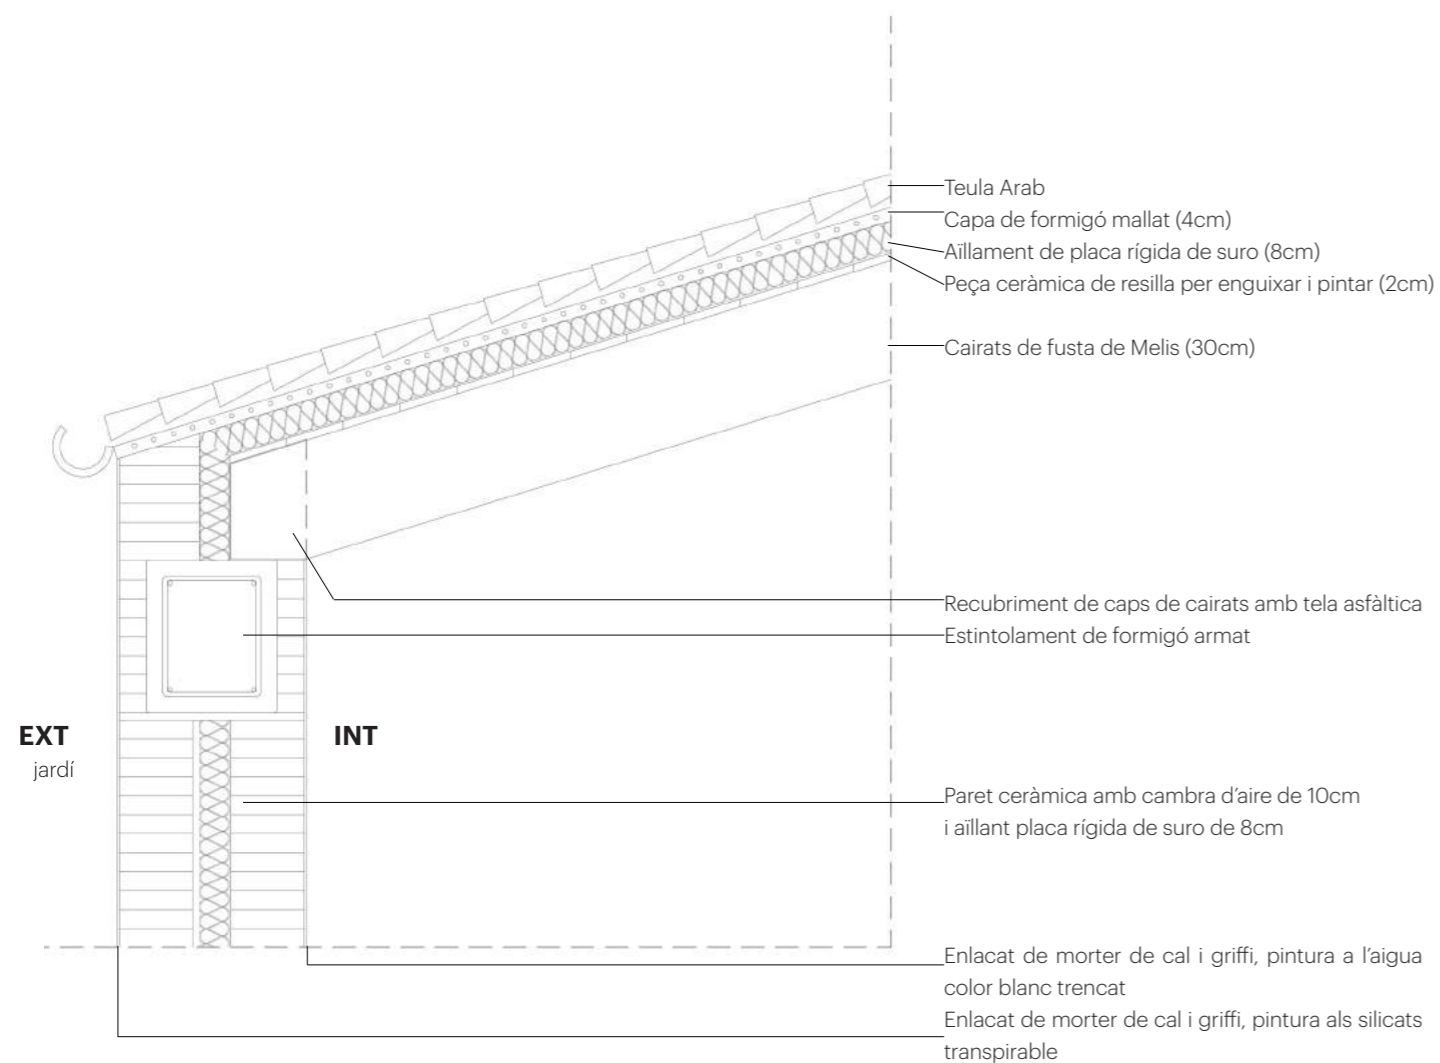 Teula Arab
Capa de formigó mallat (4cm)
Aïllament de placa rígida de suro (8cm)
Peça ceràmica de resilla per enguixar i pintar (2cm)
Cairats de fusta de Melis (30cm)
Recubriment de caps de cairats amb tela asfàltica
Estintolament de formigó armat
EXT
jardí
INT
Paret ceràmica amb cambra d'aire de 10cm
i aïllant placa rígida de suro de 8cm
Enlacat de morter de cal i griffi, pintura a l'aigua
color blanc trencat
Enlacat de morter de cal i griffi, pintura als silicats
transpirable